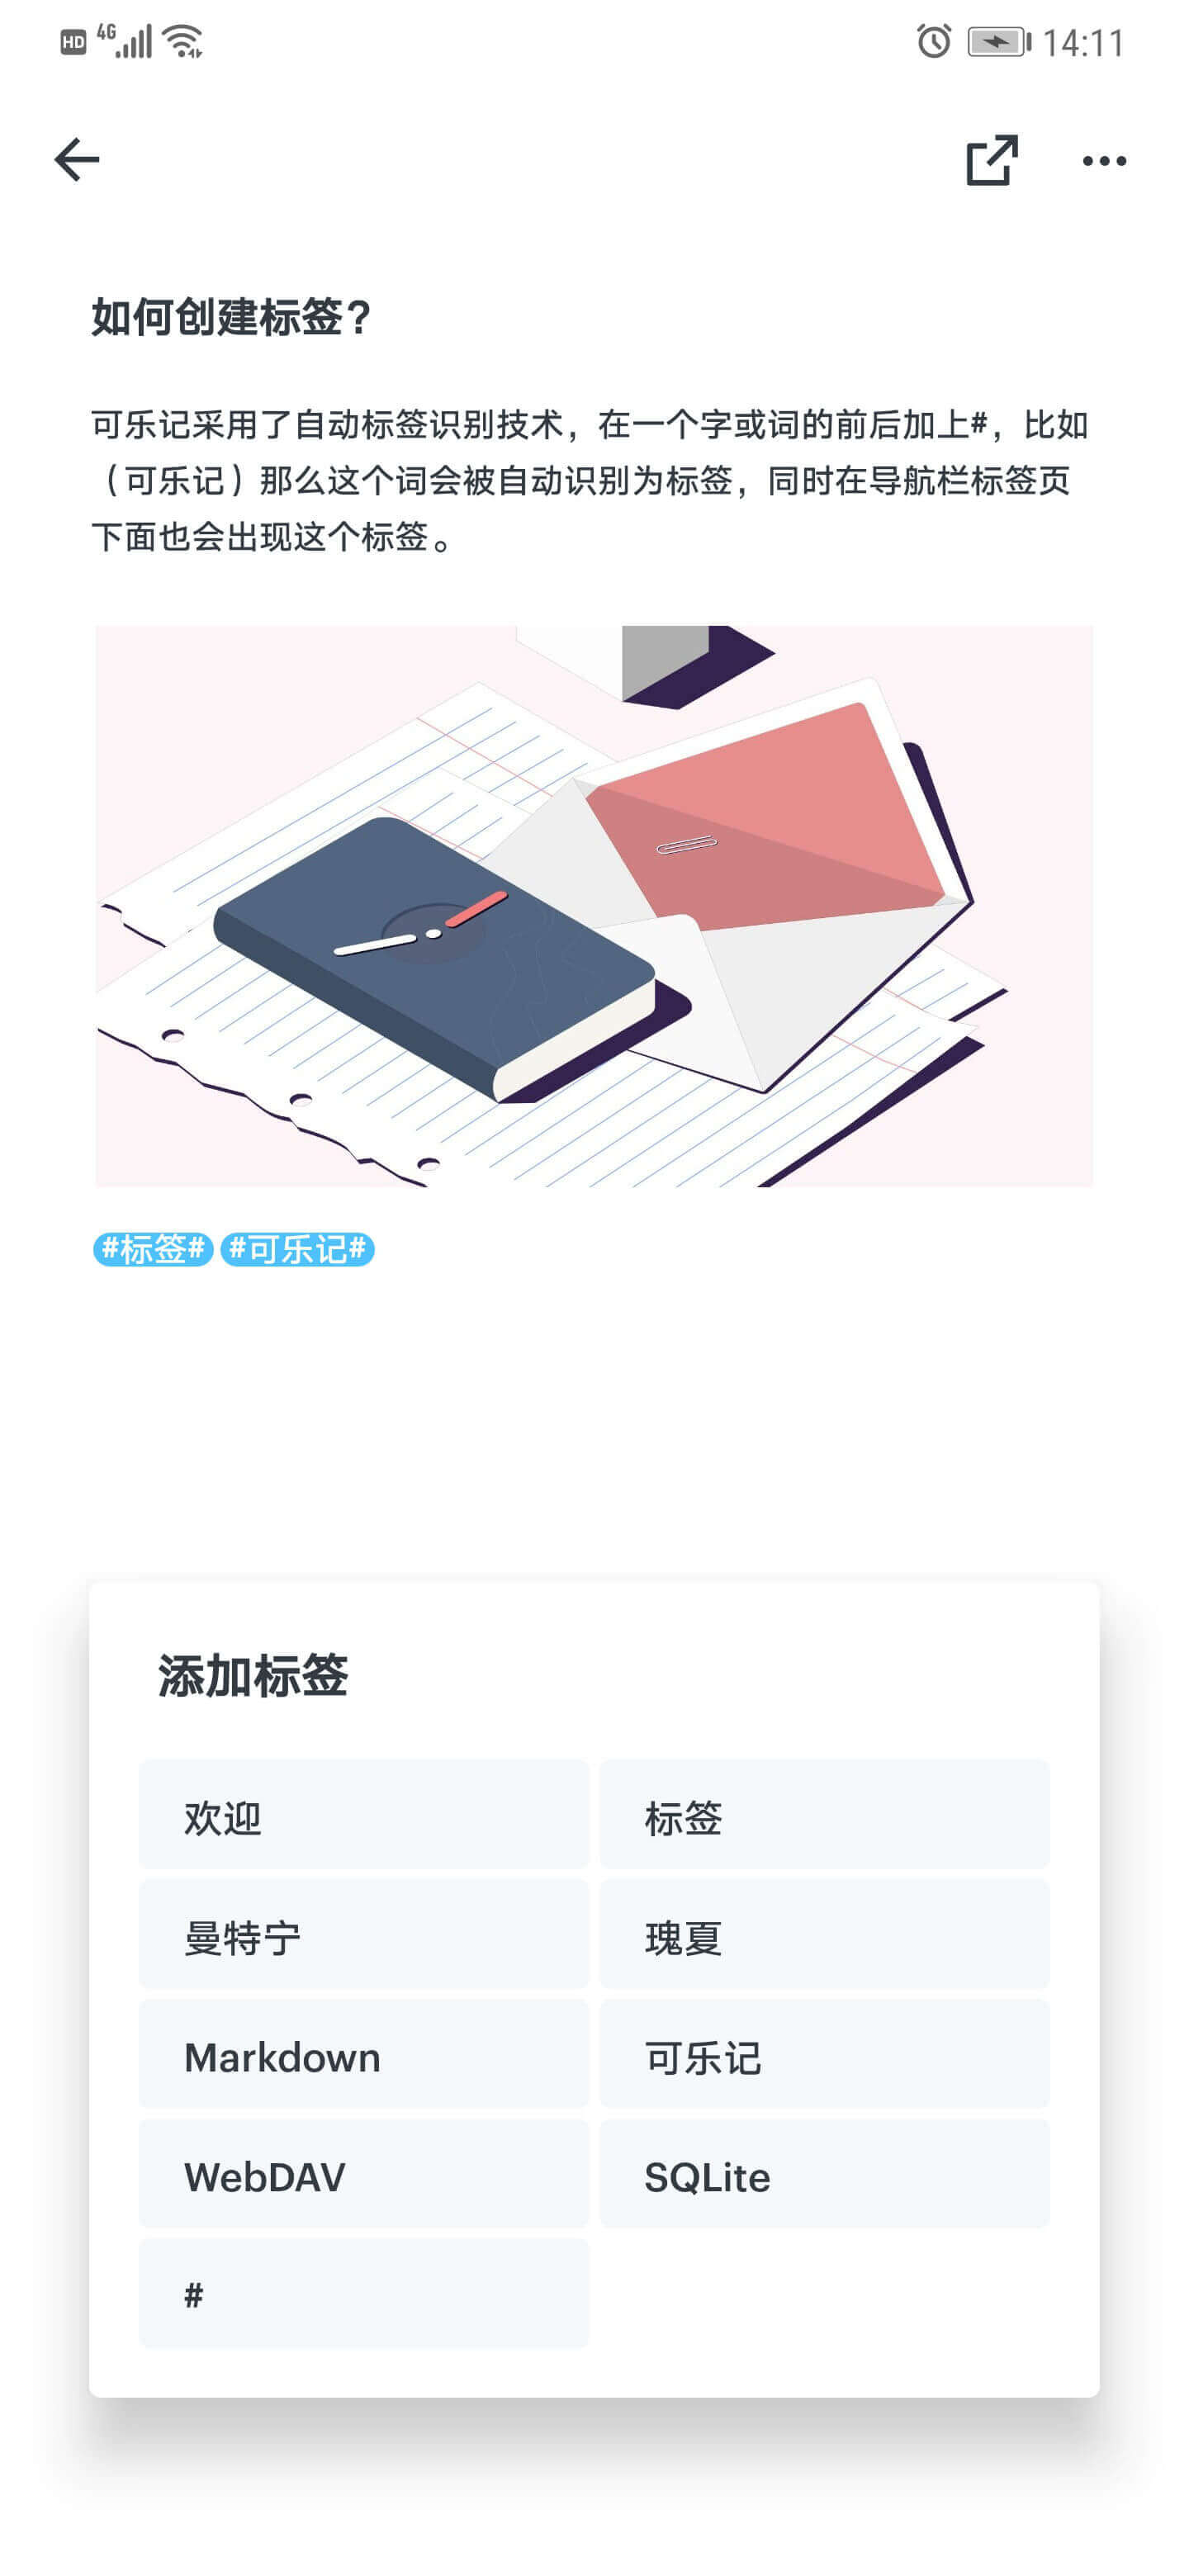 HD 4G 14:11
如何创建标签？
可乐记采用了自动标签识别技术，在一个字或词的前后加上#，比如
（可乐记）那么这个词会被自动识别为标签，同时在导航栏标签页
下面也会出现这个标签。
#标签# #可乐记#
添加标签
欢迎 标签
曼特宁 瑰夏
Markdown 可乐记
WebDAV SQLite
#